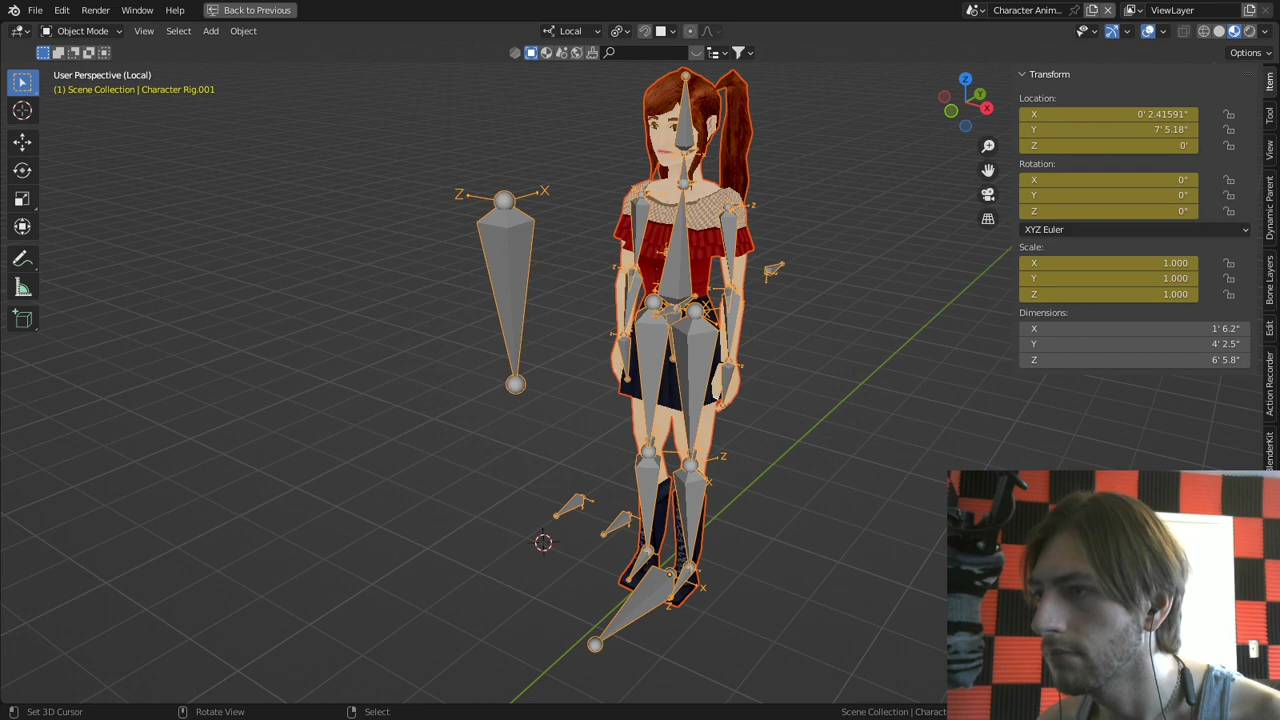 File Edit Render Window Help Back to Previous Character Anim... ViewLayer
Object Mode View Select Add Object Local
Options
User Perspective (Local)
(1) Scene Collection | Character Rig.001
Z X
Z
X
Z
X
Z
X
Y
Z
Transform
Location:
X 0' 2.41591"
Y 7' 5.18"
Z 0'
Rotation:
X 0°
Y 0°
Z 0°
XYZ Euler
Scale:
X 1.000
Y 1.000
Z 1.000
Dimensions:
X 1' 6.2"
Y 4' 2.5"
Z 6' 5.8"
Item
Tool
View
Dynamic Parent
Bone Layers
Edit
Action Recorder
BlenderKit
Set 3D Cursor Rotate View Select Scene Collection | Characte